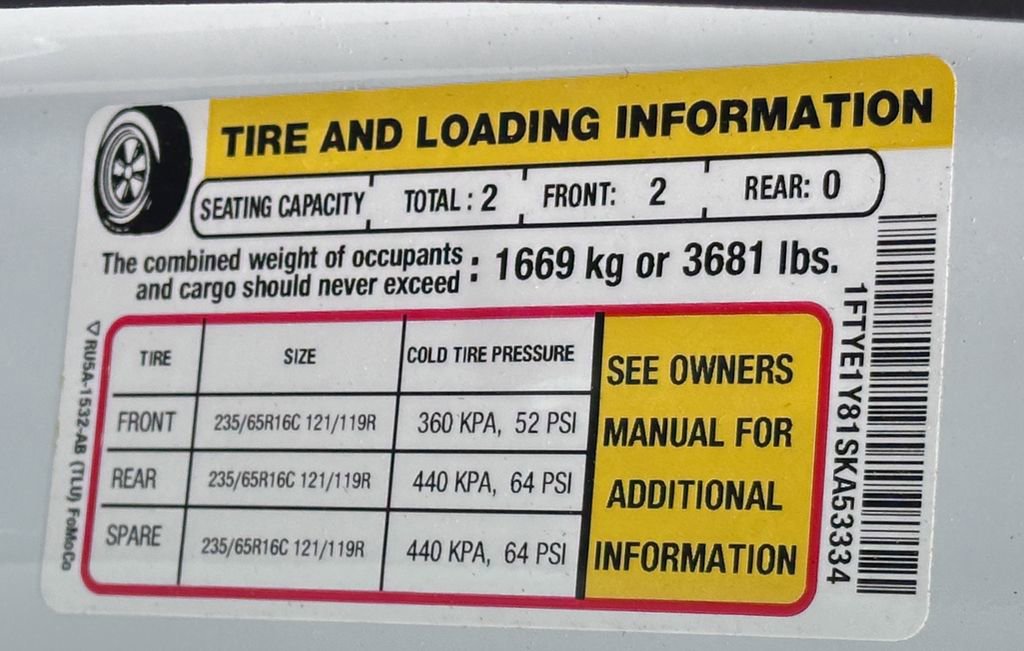 TIRE AND LOADING INFORMATION
SEATING CAPACITY TOTAL : 2 FRONT: 2 REAR: 0
The combined weight of occupants
and cargo should never exceed : 1669 kg or 3681 lbs.
TIRE SIZE COLD TIRE PRESSURE
FRONT 235/65R16C 121/119R 360 KPA, 52 PSI
REAR 235/65R16C 121/119R 440 KPA, 64 PSI
SPARE 235/65R16C 121/119R 440 KPA, 64 PSI
SEE OWNERS
MANUAL FOR
ADDITIONAL
INFORMATION
1FTYE1Y81SKA53334
RU5A-1532-AB (TLU) FoMoCo